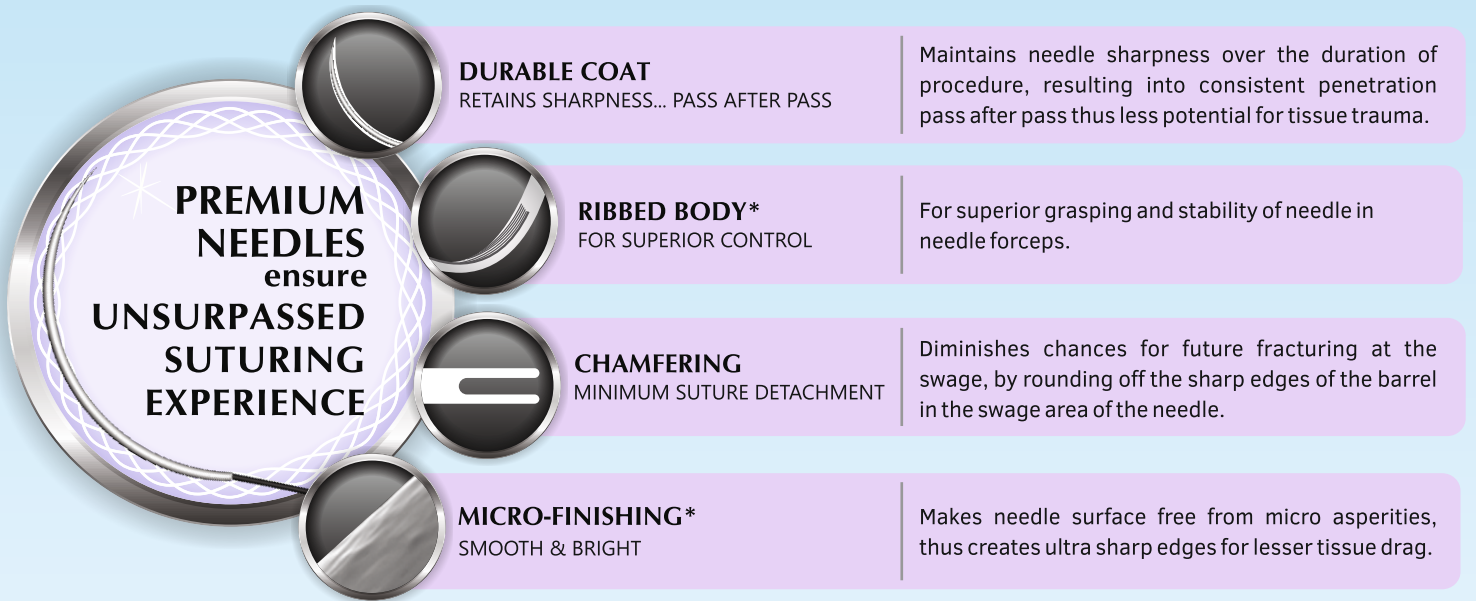 PREMIUM
NEEDLES
ensure
UNSURPASSED
SUTURING
EXPERIENCE
DURABLE COAT
RETAINS SHARPNESS... PASS AFTER PASS
Maintains needle sharpness over the duration of
procedure, resulting into consistent penetration
pass after pass thus less potential for tissue trauma.
RIBBED BODY*
FOR SUPERIOR CONTROL
For superior grasping and stability of needle in
needle forceps.
CHAMFERING
MINIMUM SUTURE DETACHMENT
Diminishes chances for future fracturing at the
swage, by rounding off the sharp edges of the barrel
in the swage area of the needle.
MICRO-FINISHING*
SMOOTH & BRIGHT
Makes needle surface free from micro asperities,
thus creates ultra sharp edges for lesser tissue drag.